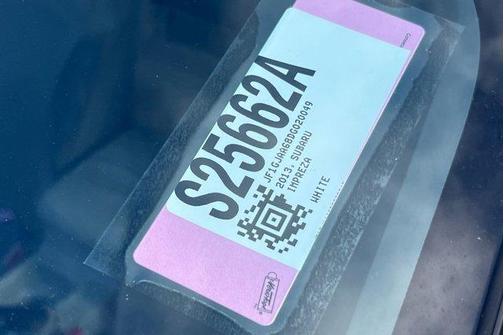 S25662A
JF1GJAA68DG020049
2013, SUBARU
IMPREZA
WHITE